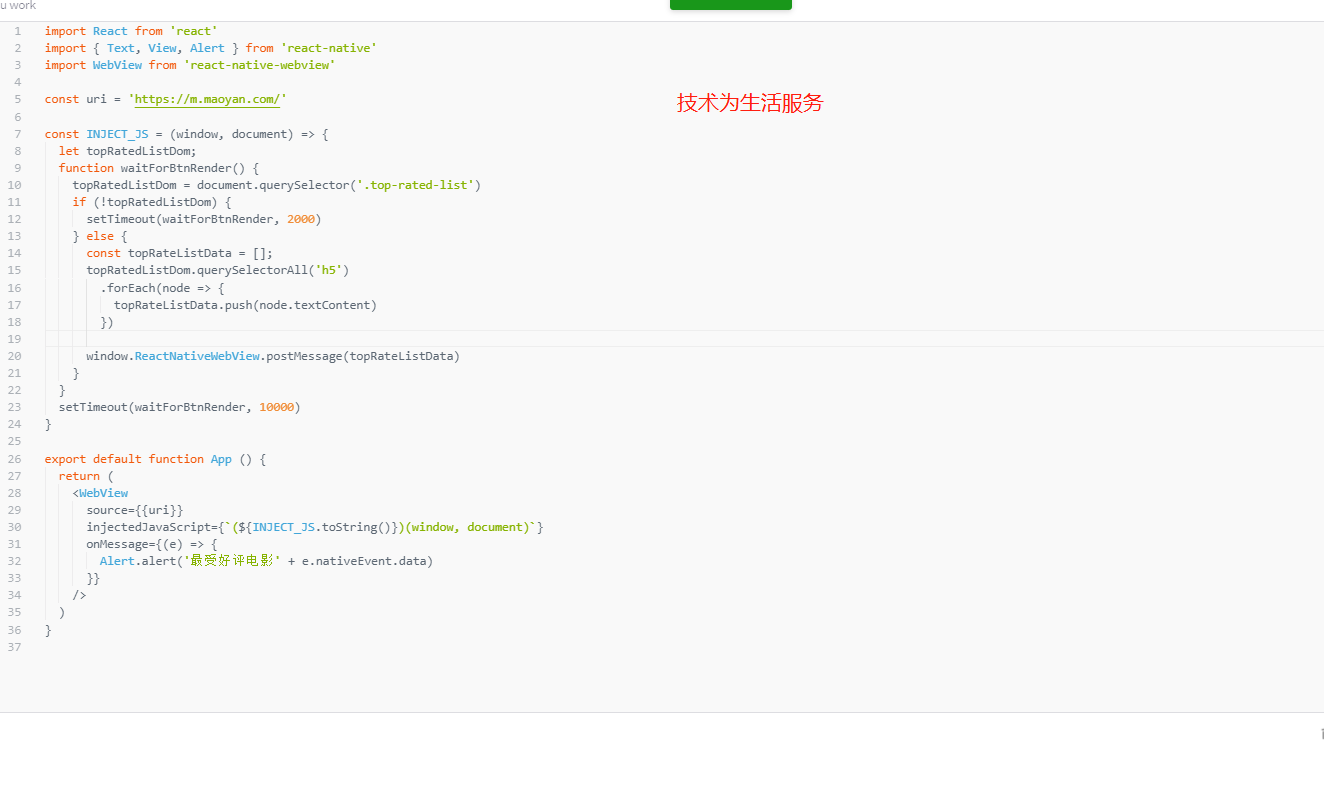 u work
1 import React from 'react'
2 import { Text, View, Alert } from 'react-native'
3 import WebView from 'react-native-webview'
4
5 const uri = 'https://m.maoyan.com/'
技术为生活服务
6
7 const INJECT_JS = (window, document) => {
8 let topRatedListDom;
9 function waitForBtnRender() {
10 topRatedListDom = document.querySelector('.top-rated-list')
11 if (!topRatedListDom) {
12 setTimeout(waitForBtnRender, 2000)
13 } else {
14 const topRateListData = [];
15 topRatedListDom.querySelectorAll('h5')
16 .forEach(node => {
17 topRateListData.push(node.textContent)
18 })
19
20 window.ReactNativeWebView.postMessage(topRateListData)
21 }
22 }
23 setTimeout(waitForBtnRender, 10000)
24 }
25
26 export default function App () {
27 return (
28 <WebView
29 source={{uri}}
30 injectedJavaScript={`(${INJECT_JS.toString()})(window, document)`}
31 onMessage={(e) => {
32 Alert.alert('最受好评电影' + e.nativeEvent.data)
33 }}
34 />
35 )
36 }
37